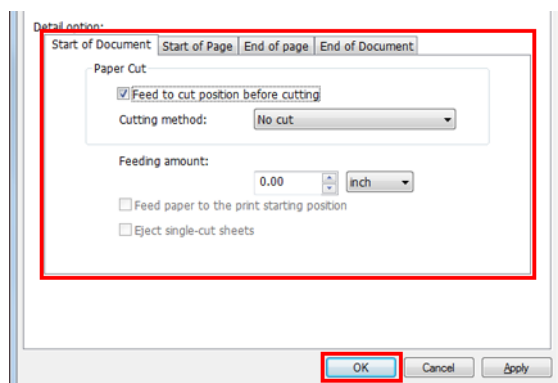 Detail option:
Start of Document Start of Page End of page End of Document
Paper Cut
Feed to cut position before cutting
Cutting method: No cut
Feeding amount:
0.00 inch
Feed paper to the print starting position
Eject single-cut sheets
OK Cancel Apply